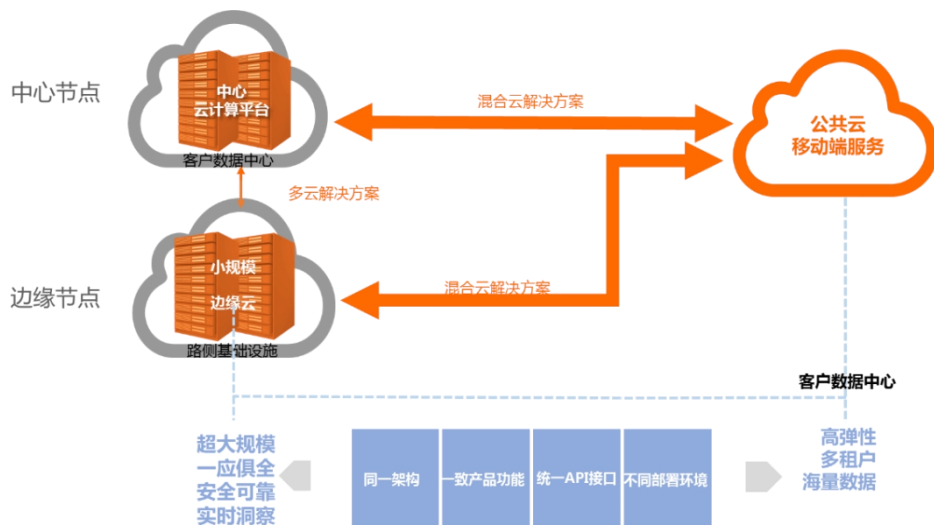 中心节点
中心
云计算平台
客户数据中心
混合云解决方案
公共云
移动端服务
多云解决方案
边缘节点
小规模
边缘云
路侧基础设施
混合云解决方案
客户数据中心
超大规模
一应俱全
安全可靠
实时洞察
同一架构
一致产品功能
统一API接口
不同部署环境
高弹性
多租户
海量数据